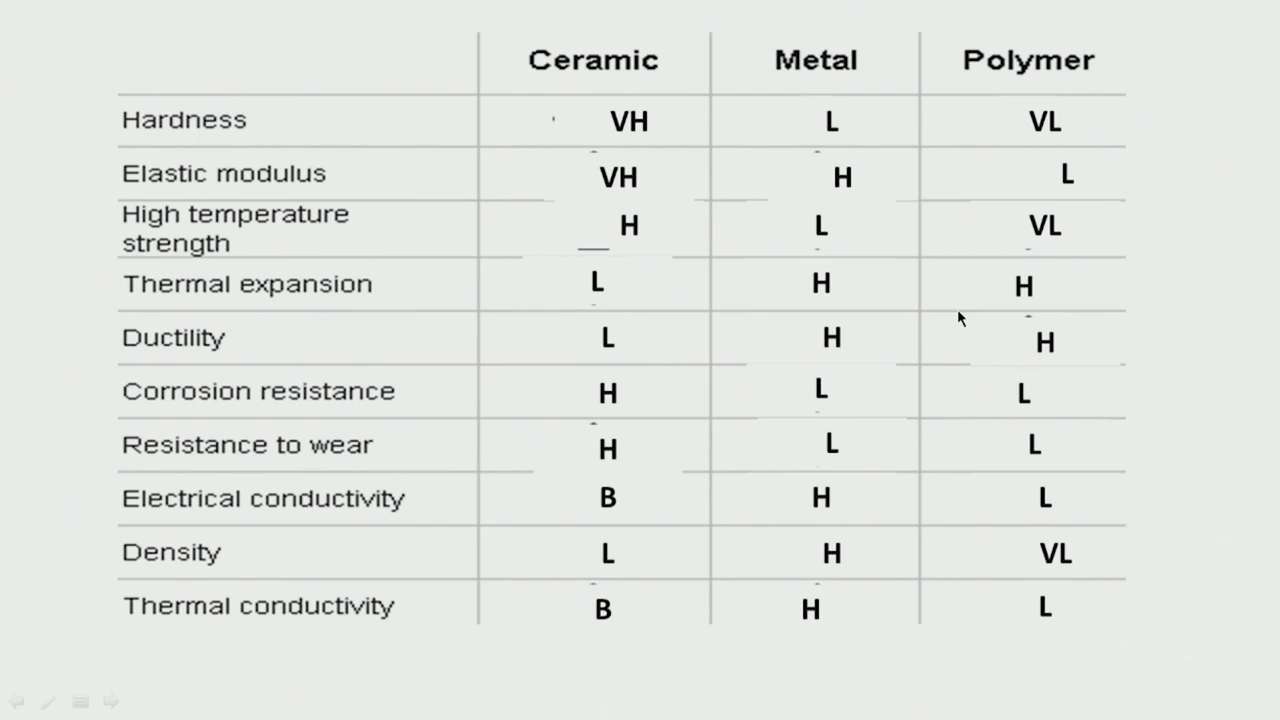 Ceramic Metal Polymer
Hardness VH L VL
Elastic modulus VH H L
High temperature
strength H L VL
Thermal expansion L H H
Ductility L H H
Corrosion resistance H L L
Resistance to wear H L L
Electrical conductivity B H L
Density L H VL
Thermal conductivity B H L